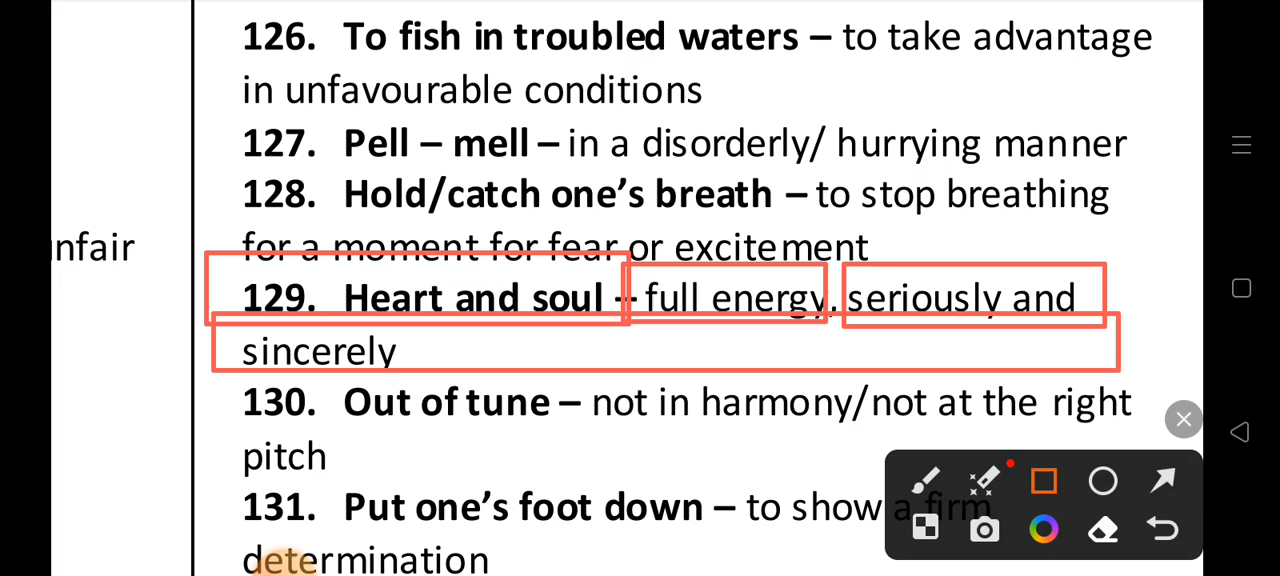 126. To fish in troubled waters – to take advantage
in unfavourable conditions
127. Pell – mell – in a disorderly/ hurrying manner
128. Hold/catch one’s breath – to stop breathing
nfair
for a moment for fear or excitement
129. Heart and soul – full energy, seriously and
sincerely
130. Out of tune – not in harmony/not at the right
pitch
131. Put one’s foot down – to show a firm
determination